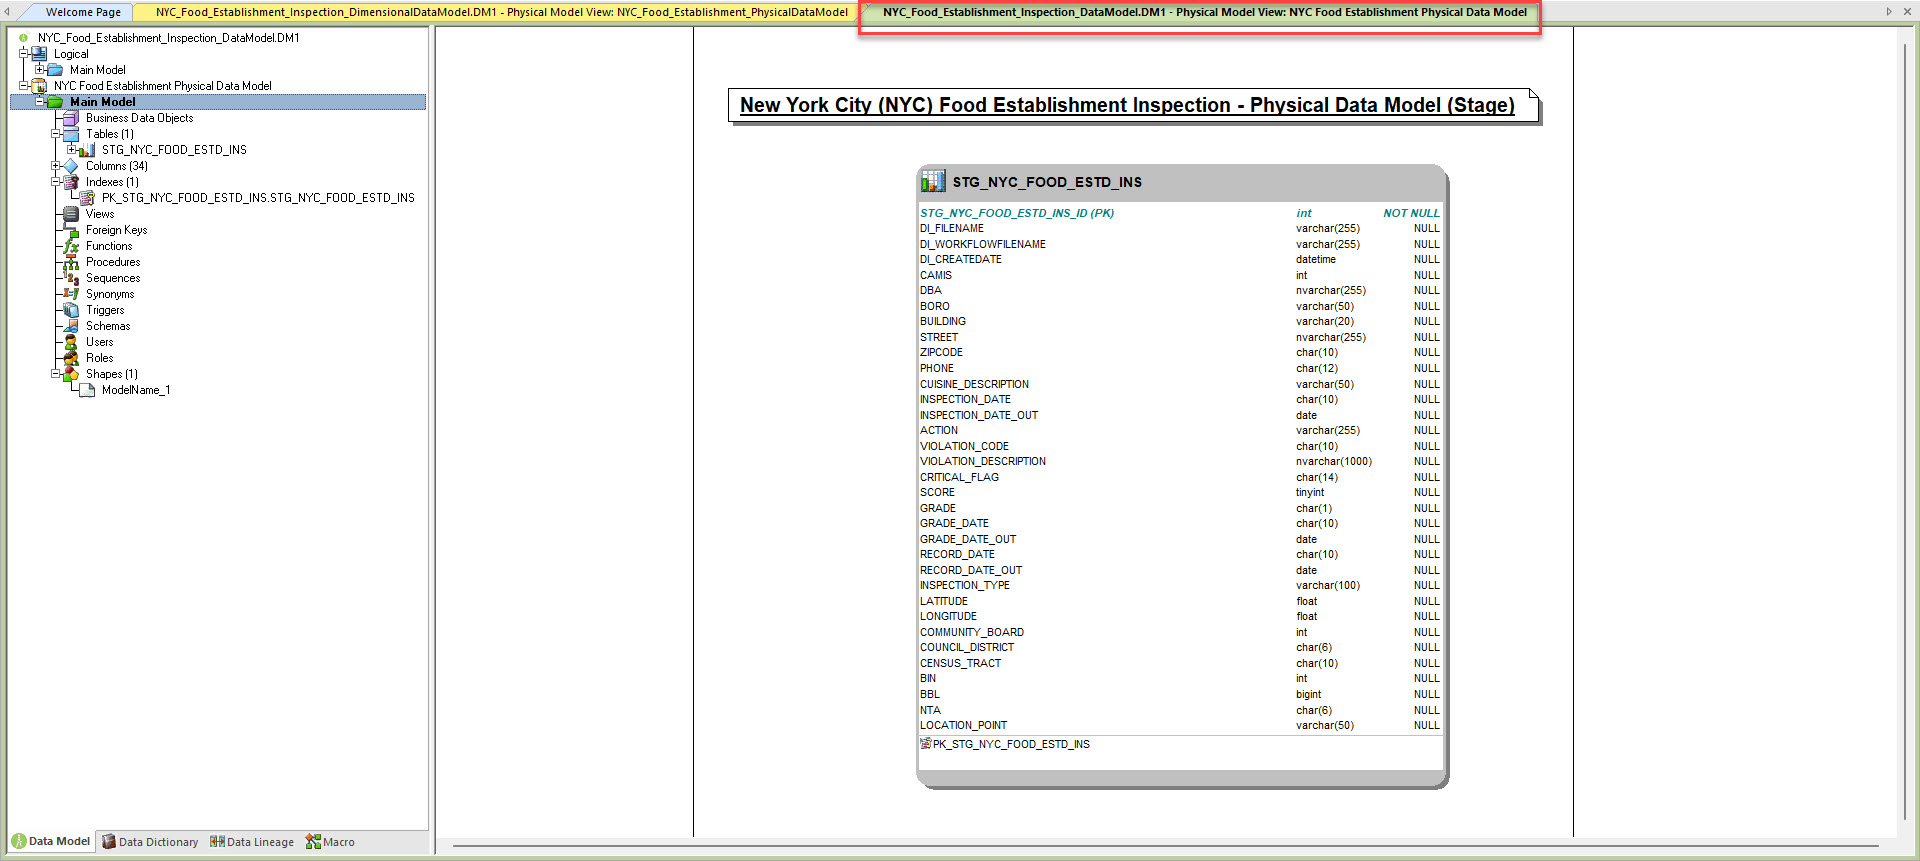 Welcome Page
NYC_Food_Establishment_Inspection_DimensionalDataModel.DM1 - Physical Model View: NYC_Food_Establishment_PhysicalDataModel
NYC_Food_Establishment_Inspection_DataModel.DM1 - Physical Model View: NYC Food Establishment Physical Data Model
NYC_Food_Establishment_Inspection_DataModel.DM1
Logical
Main Model
NYC Food Establishment Physical Data Model
Main Model
Business Data Objects
Tables (1)
STG_NYC_FOOD_ESTD_INS
Columns (34)
Indexes (1)
PK_STG_NYC_FOOD_ESTD_INS.STG_NYC_FOOD_ESTD_INS
Views
Foreign Keys
Functions
Procedures
Sequences
Synonyms
Triggers
Schemas
Users
Roles
Shapes (1)
ModelName_1
Data Model Data Dictionary Data Lineage Macro
New York City (NYC) Food Establishment Inspection - Physical Data Model (Stage)
STG_NYC_FOOD_ESTD_INS
STG_NYC_FOOD_ESTD_INS_ID (PK) int NOT NULL
DI_FILENAME varchar(255) NULL
DI_WORKFLOWFILENAME varchar(255) NULL
DI_CREATEDATE datetime NULL
CAMIS int NULL
DBA nvarchar(255) NULL
BORO varchar(50) NULL
BUILDING varchar(20) NULL
STREET nvarchar(255) NULL
ZIPCODE char(10) NULL
PHONE char(12) NULL
CUISINE_DESCRIPTION varchar(50) NULL
INSPECTION_DATE char(10) NULL
INSPECTION_DATE_OUT date NULL
ACTION varchar(255) NULL
VIOLATION_CODE char(10) NULL
VIOLATION_DESCRIPTION nvarchar(1000) NULL
CRITICAL_FLAG char(14) NULL
SCORE tinyint NULL
GRADE char(1) NULL
GRADE_DATE char(10) NULL
GRADE_DATE_OUT date NULL
RECORD_DATE char(10) NULL
RECORD_DATE_OUT date NULL
INSPECTION_TYPE varchar(100) NULL
LATITUDE float NULL
LONGITUDE float NULL
COMMUNITY_BOARD int NULL
COUNCIL_DISTRICT char(6) NULL
CENSUS_TRACT char(10) NULL
BIN int NULL
BBL bigint NULL
NTA char(6) NULL
LOCATION_POINT varchar(50) NULL
PK_STG_NYC_FOOD_ESTD_INS